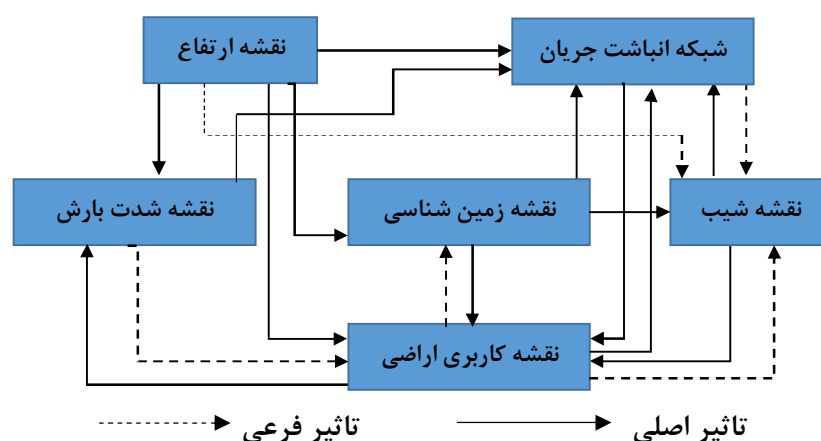 شبکه انباشت جریان
نقشه ارتفاع
نقشه شیب
نقشه زمین شناسی
نقشه شدت بارش
نقشه کاربری اراضی
تاثیر اصلی
تاثیر فرعی